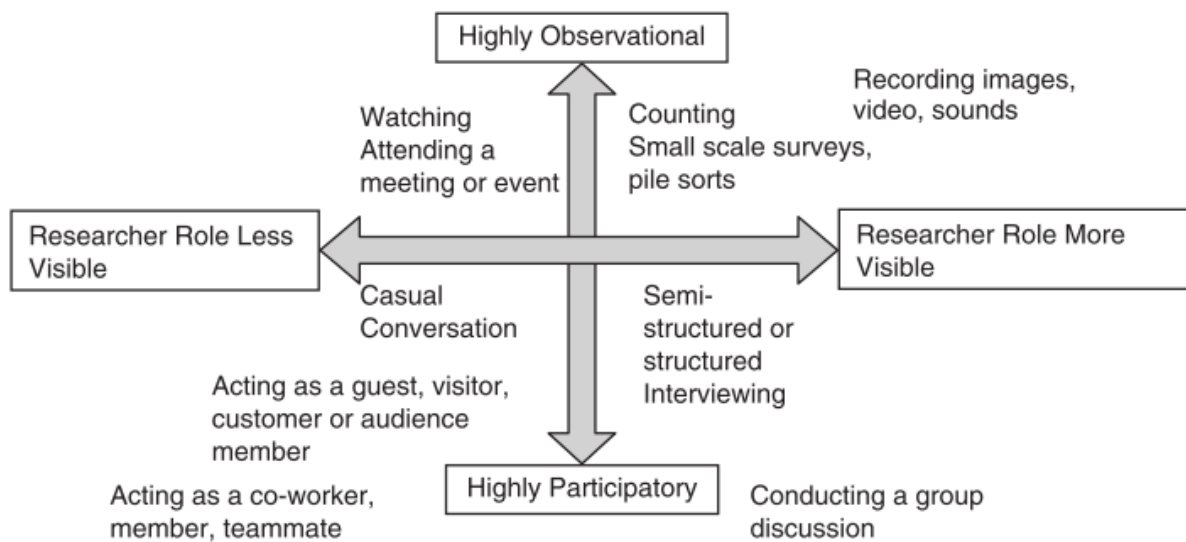 Highly Observational
Recording images,
video, sounds
Watching
Attending a
meeting or event
Counting
Small scale surveys,
pile sorts
Researcher Role Less
Visible
Researcher Role More
Visible
Casual
Conversation
Semi-
structured or
structured
Interviewing
Acting as a guest, visitor,
customer or audience
member
Highly Participatory
Acting as a co-worker,
member, teammate
Conducting a group
discussion